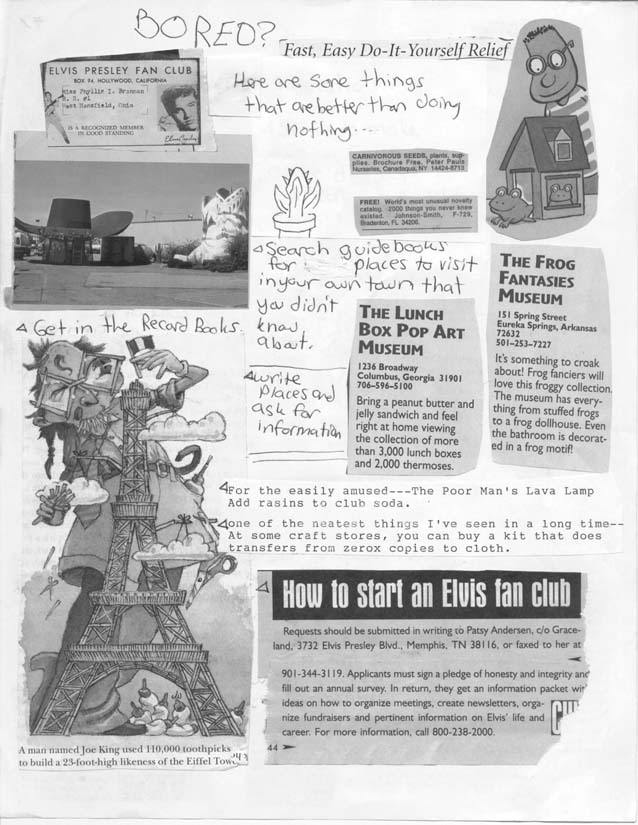 BORED?
Fast, Easy Do-It-Yourself Relief
ELVIS PRESLEY FAN CLUB
BOX 94, HOLLYWOOD, CALIFORNIA
Miss Phyllis I. Brannan
R. R. #1
West Mansfield, Ohio
IS A RECOGNIZED MEMBER
IN GOOD STANDING
Here are some things
that are better than doing
nothing...
CARNIVOROUS SEEDS, plants, sup-
plies. Brochure Free. Peter Pauls
Nurseries, Canadaqua, NY 14424-8713
FREE! World's most unusual novelty
catalog. 2000 things you never knew
existed. Johnson-Smith, F-729,
Bradenton, FL 34206.
Search guidebooks
for places to visit
in your own town that
you didn't
know
about.
THE FROG
FANTASIES
MUSEUM
151 Spring Street
Eureka Springs, Arkansas
72632
501-253-7227
It's something to croak
about! Frog fanciers will
love this froggy collection.
The museum has every-
thing from stuffed frogs
to a frog dollhouse. Even
the bathroom is decorat-
ed in a frog motif!
THE LUNCH
BOX POP ART
MUSEUM
1236 Broadway
Columbus, Georgia 31901
706-596-5100
Bring a peanut butter and
jelly sandwich and feel
right at home viewing
the collection of more
than 3,000 lunch boxes
and 2,000 thermoses.
Get in the Record Books.
write
Places and
ask for
information
For the easily amused---The Poor Man's Lava Lamp
Add rasins to club soda.
one of the neatest things I've seen in a long time--
At some craft stores, you can buy a kit that does
transfers from zerox copies to cloth.
How to start an Elvis fan club
Requests should be submitted in writing to Patsy Andersen, c/o Grace-
land, 3732 Elvis Presley Blvd., Memphis, TN 38116, or faxed to her at
901-344-3119. Applicants must sign a pledge of honesty and integrity and
fill out an annual survey. In return, they get an information packet with
ideas on how to organize meetings, create newsletters, orga-
nize fundraisers and pertinent information on Elvis' life and
career. For more information, call 800-238-2000.
44
A man named Joe King used 110,000 toothpicks
to build a 23-foot-high likeness of the Eiffel Tow